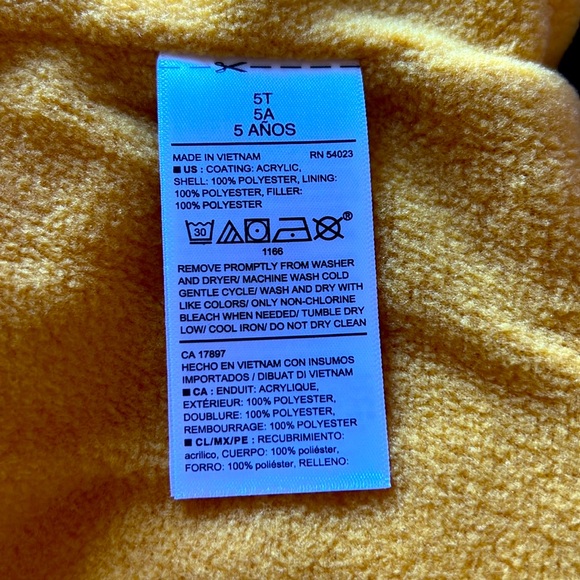 5T
5A
5 AÑOS
MADE IN VIETNAM RN 54023
■ US : COATING: ACRYLIC,
SHELL: 100% POLYESTER, LINING:
100% POLYESTER, FILLER:
100% POLYESTER
30 ®
1166
REMOVE PROMPTLY FROM WASHER
AND DRYER/ MACHINE WASH COLD
GENTLE CYCLE/ WASH AND DRY WITH
LIKE COLORS/ ONLY NON-CHLORINE
BLEACH WHEN NEEDED/ TUMBLE DRY
LOW/ COOL IRON/ DO NOT DRY CLEAN
CA 17897
HECHO EN VIETNAM CON INSUMOS
IMPORTADOS / DIBUAT DI VIETNAM
■ CA : ENDUIT: ACRYLIQUE,
EXTÉRIEUR: 100% POLYESTER,
DOUBLURE: 100% POLYESTER,
REMBOURRAGE: 100% POLYESTER
■ CL/MX/PE : RECUBRIMIENTO:
acrílico, CUERPO: 100% poliéster,
FORRO: 100% poliéster, RELLENO: